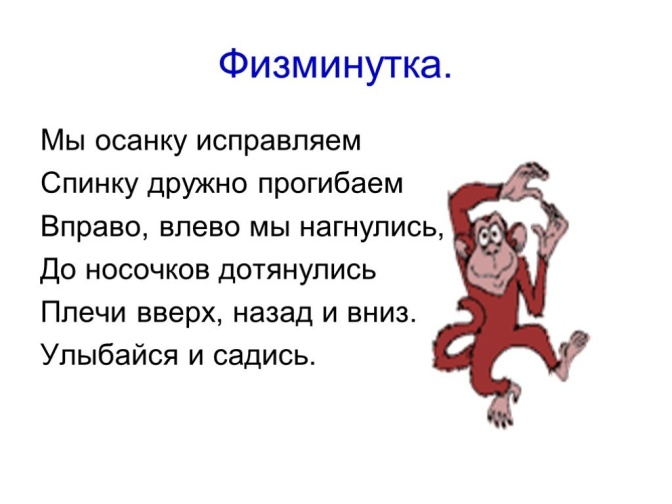 Физминутка.
Мы осанку исправляем
Спинку дружно прогибаем
Вправо, влево мы нагнулись,
До носочков дотянулись
Плечи вверх, назад и вниз.
Улыбайся и садись.